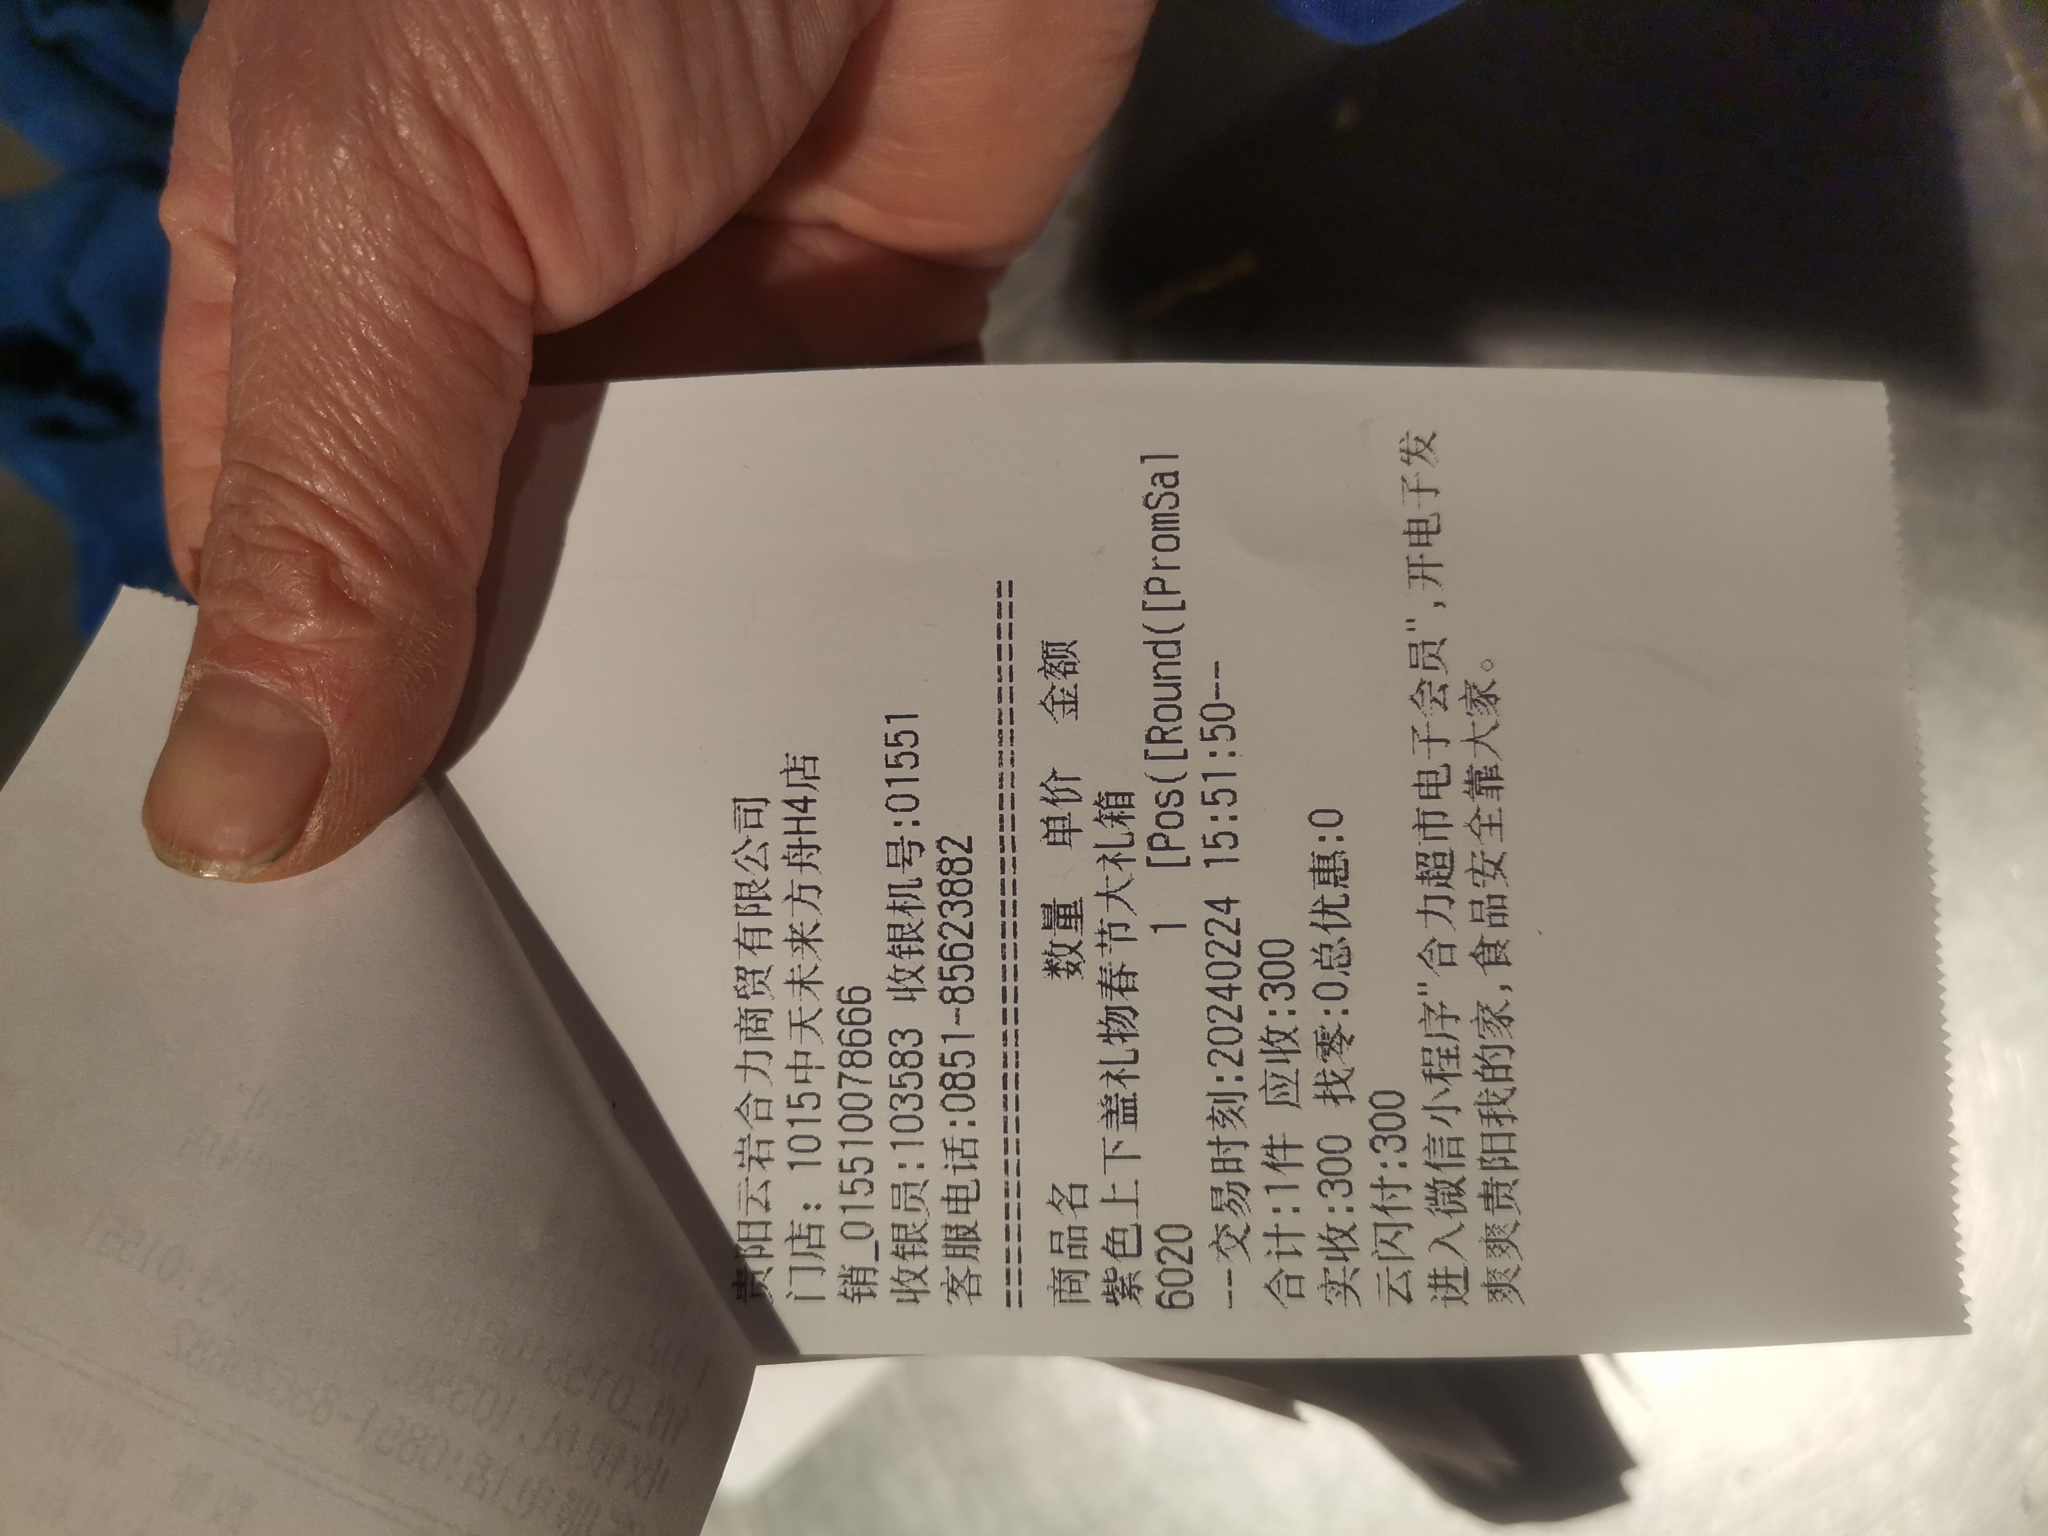 贵阳云岩合力商贸有限公司
门店: 1015中天未来方舟H4店
销_0155510078666
收银员:103583 收银机号:01551
客服电话:0851-85623882
==========================================
商品名 数量 单价 金额
紫色上下盖礼物春节大礼箱
6020 1 [Pos([Round([PromSal
--交易时刻:20240224 15:51:50--
合计:1件 应收:300
实收:300 找零:0总优惠:0
云闪付:300
进入微信小程序"合力超市电子会员",开电子发
爽爽贵阳我的家,食品安全靠大家。